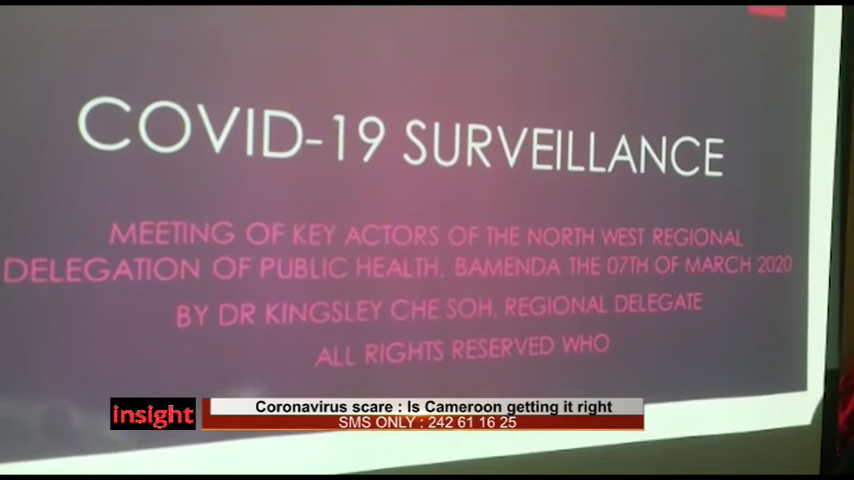 COVID-19 SURVEILLANCE
MEETING OF KEY ACTORS OF THE NORTH WEST REGIONAL
DELEGATION OF PUBLIC HEALTH, BAMENDA THE 07TH OF MARCH 2020
BY DR KINGSLEY CHE SOH, REGIONAL DELEGATE
ALL RIGHTS RESERVED WHO
insight
Coronavirus scare : Is Cameroon getting it right
SMS ONLY : 242 61 16 25